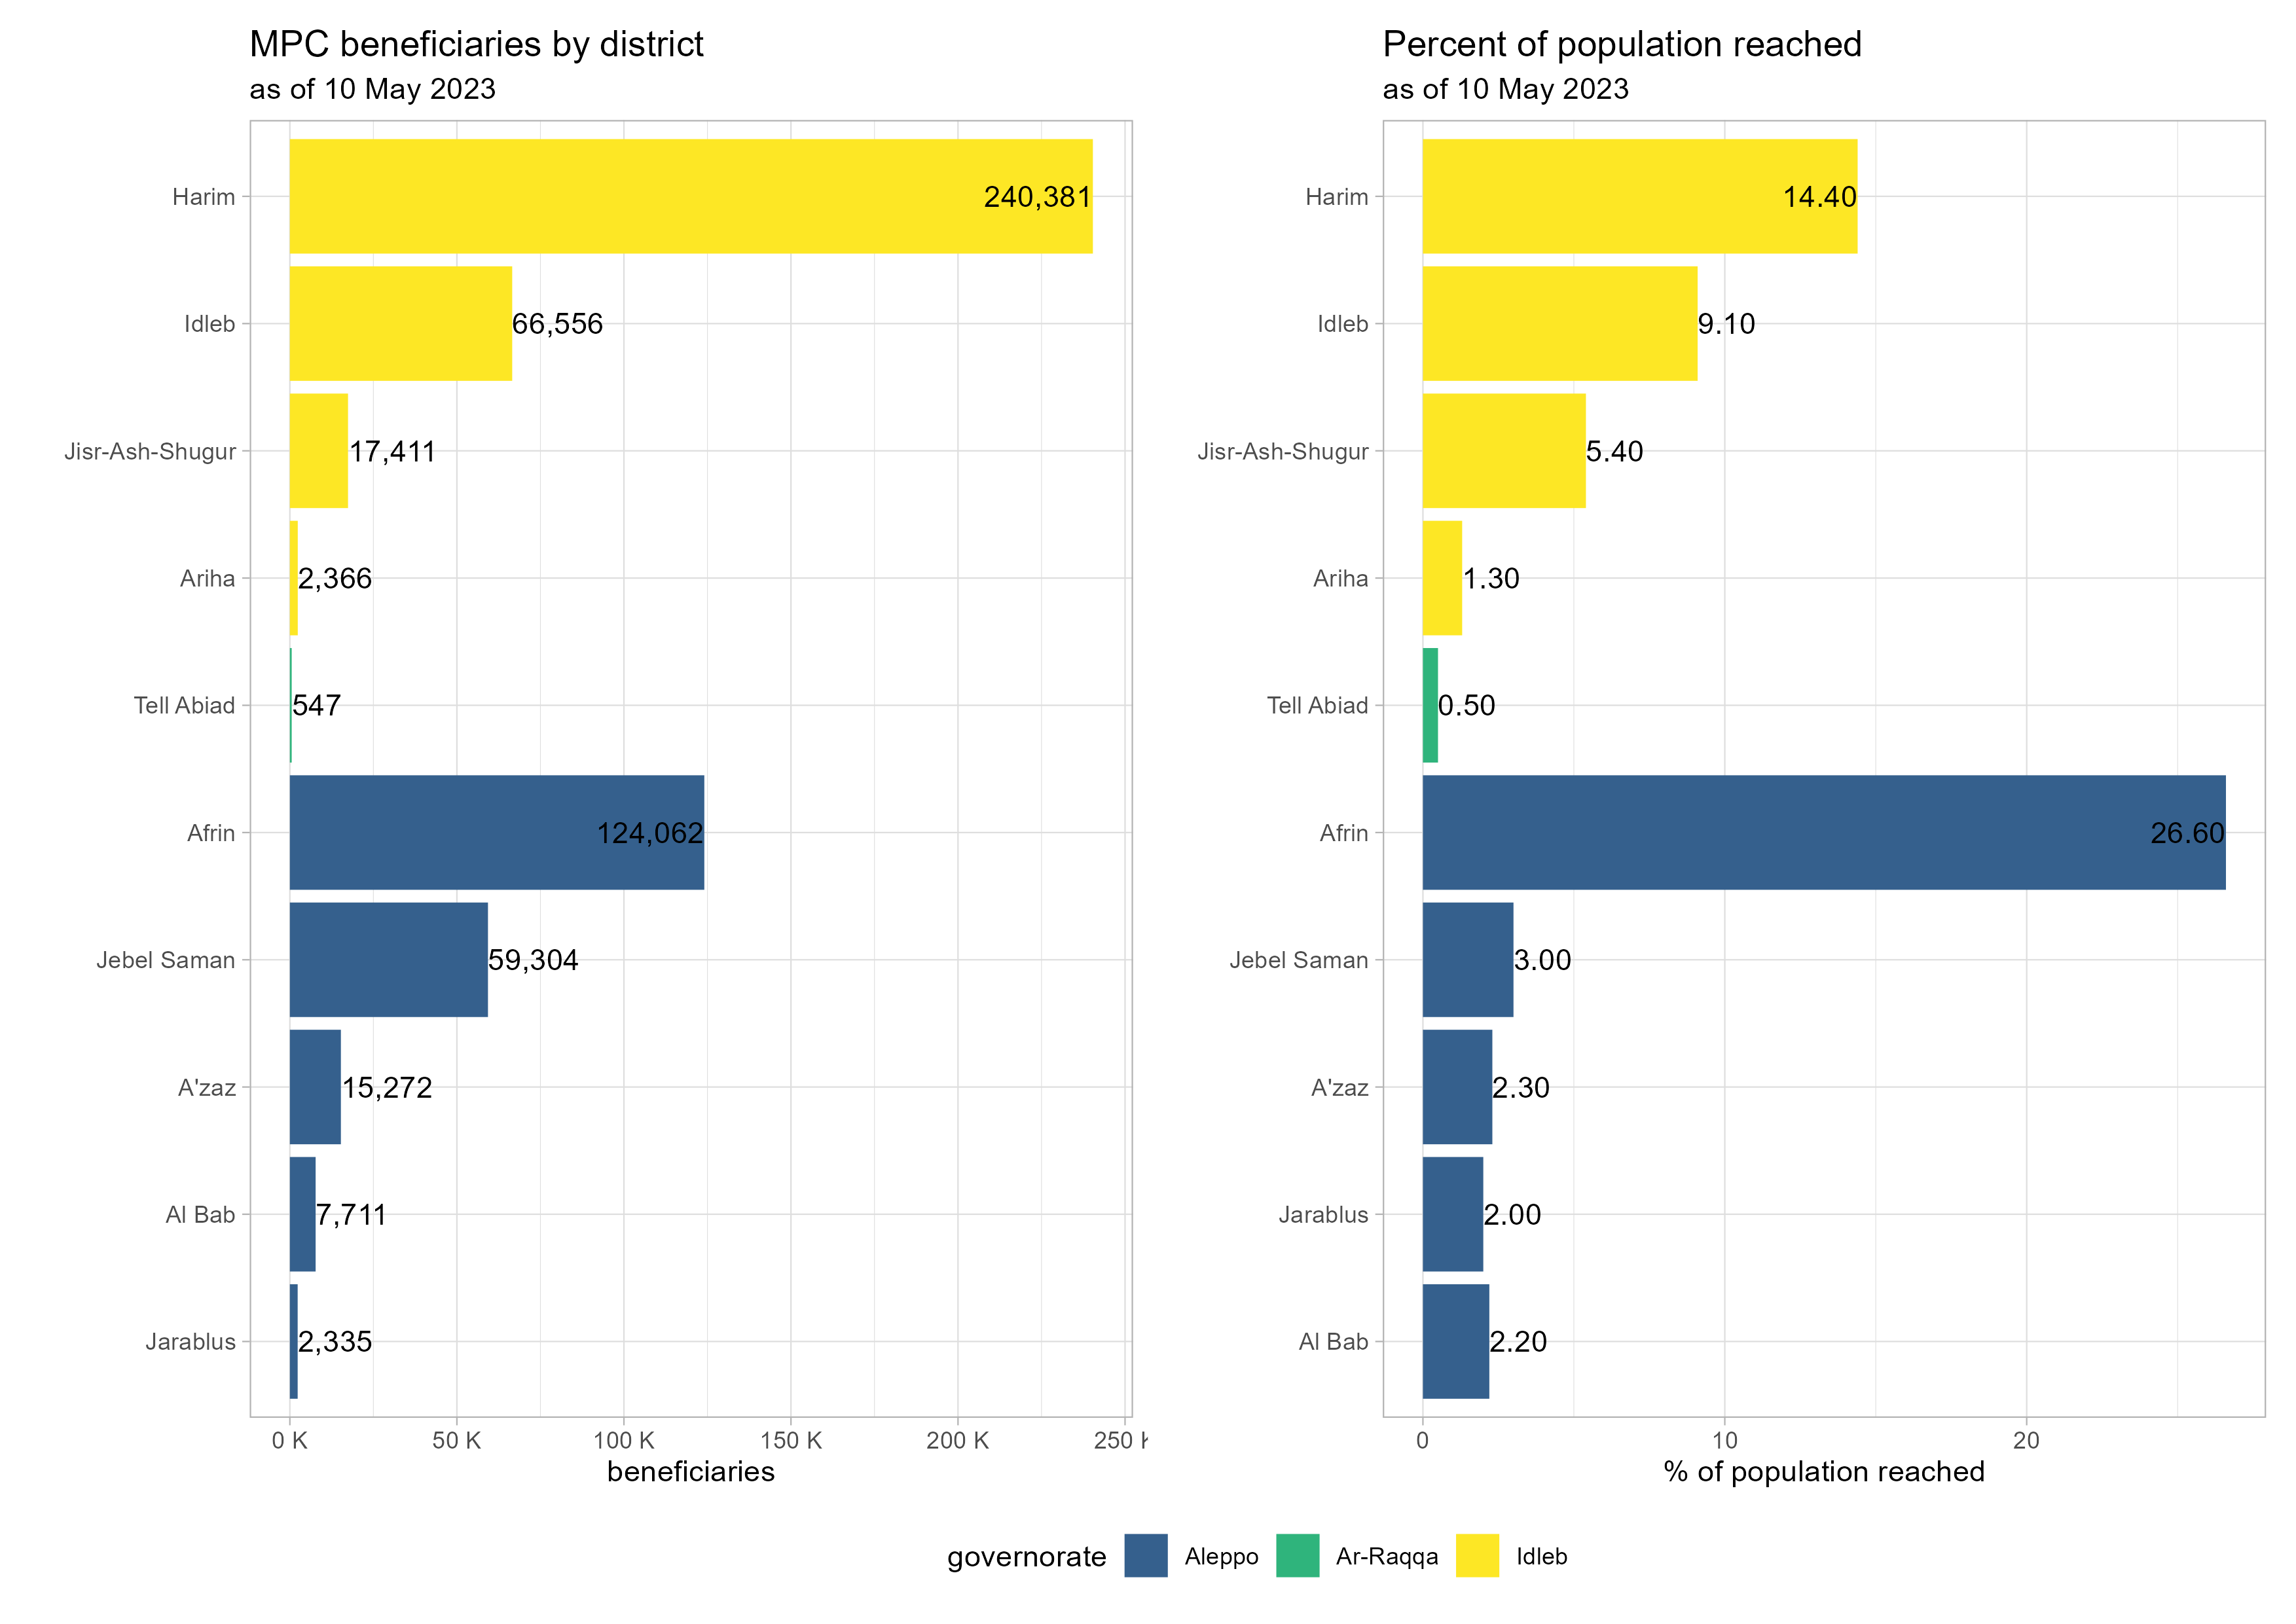 MPC beneficiaries by district
as of 10 May 2023
Harim
240,381
Idleb
66,556
Jisr-Ash-Shugur
17,411
Ariha
2,366
Tell Abiad
547
Afrin
124,062
Jebel Saman
59,304
A'zaz
15,272
Al Bab
7,711
Jarablus
2,335
0 K 50 K 100 K 150 K 200 K 250 K
beneficiaries
Percent of population reached
as of 10 May 2023
Harim
14.40
Idleb
9.10
Jisr-Ash-Shugur
5.40
Ariha
1.30
Tell Abiad
0.50
Afrin
26.60
Jebel Saman
3.00
A'zaz
2.30
Jarablus
2.00
Al Bab
2.20
0 10 20
% of population reached
governorate Aleppo Ar-Raqqa Idleb